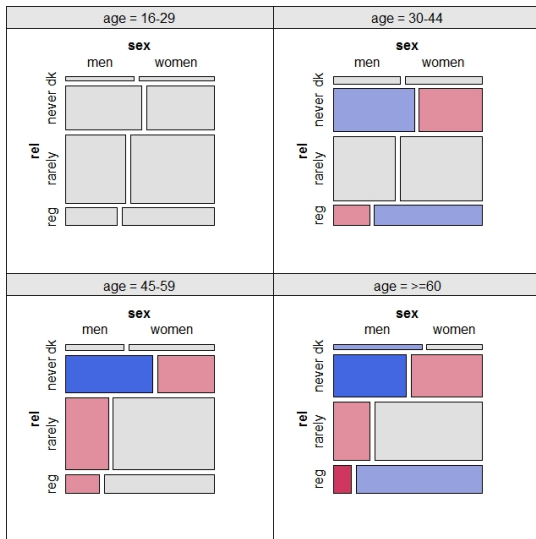 age = 16-29
sex
men women
rel
dk
never
rarely
reg
age = 30-44
sex
men women
rel
dk
never
rarely
reg
age = 45-59
sex
men women
rel
dk
never
rarely
reg
age = >=60
sex
men women
rel
dk
never
rarely
reg